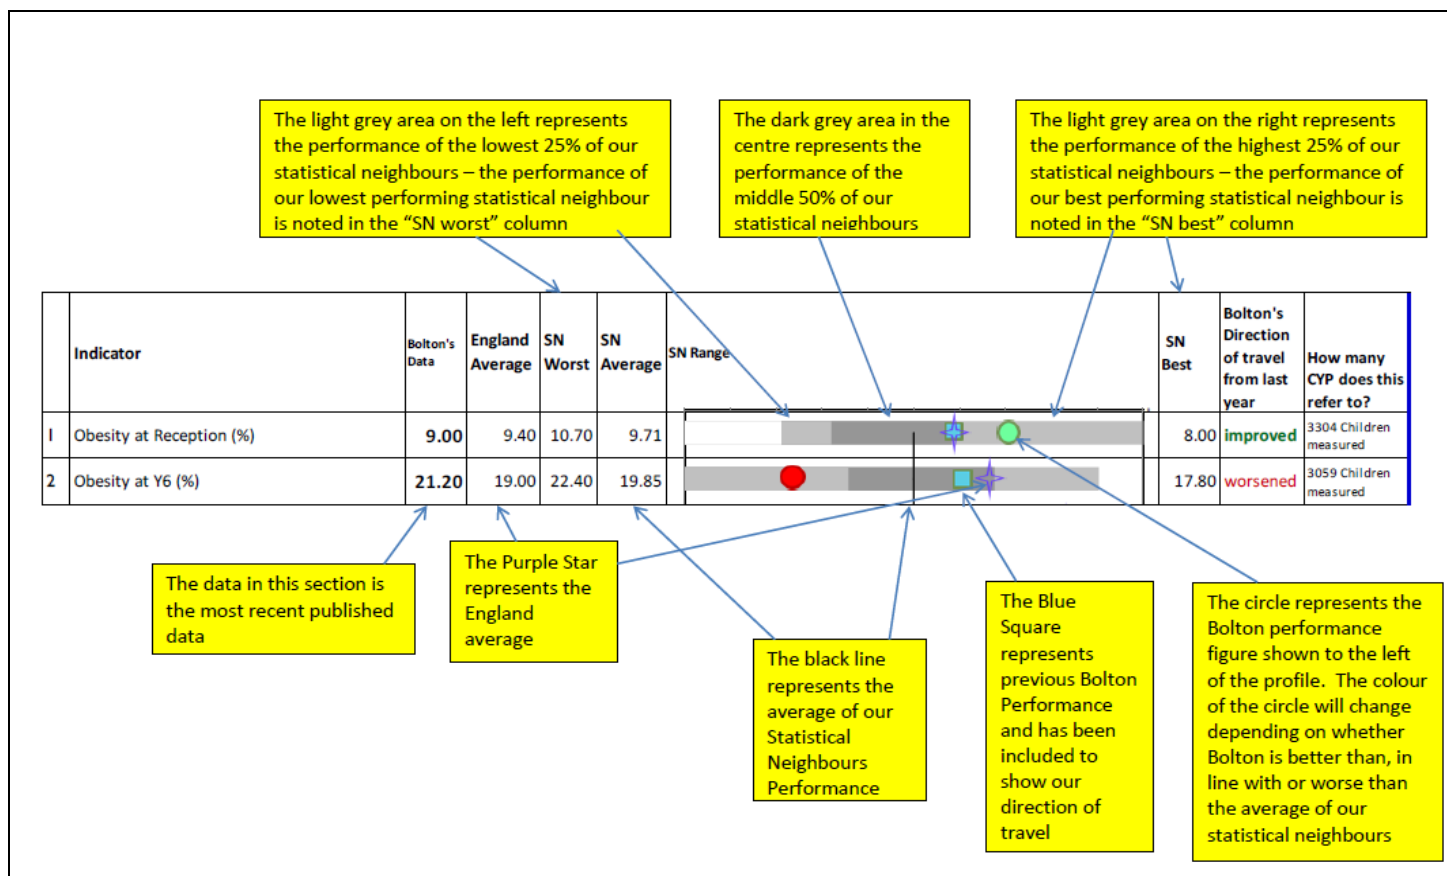 The light grey area on the left represents
the performance of the lowest 25% of our
statistical neighbours – the performance of
our lowest performing statistical neighbour
is noted in the “SN worst” column
The dark grey area in the
centre represents the
performance of the
middle 50% of our
statistical neighbours
The light grey area on the right represents
the performance of the highest 25% of our
statistical neighbours – the performance of
our best performing statistical neighbour is
noted in the “SN best” column
Indicator
Bolton's
Data
England
Average
SN
Worst
SN
Average
SN Range
SN
Best
Bolton's
Direction
of travel
from last
year
How many
CYP does this
refer to?
1 Obesity at Reception (%) 9.00 9.40 10.70 9.71 8.00 improved 3304 Children
measured
2 Obesity at Y6 (%) 21.20 19.00 22.40 19.85 17.80 worsened 3059 Children
measured
The data in this section is
the most recent published
data
The Purple Star
represents the
England
average
The black line
represents the
average of our
Statistical
Neighbours
Performance
The Blue
Square
represents
previous Bolton
Performance
and has been
included to
show our
direction of
travel
The circle represents the
Bolton performance
figure shown to the left
of the profile. The colour
of the circle will change
depending on whether
Bolton is better than, in
line with or worse than
the average of our
statistical neighbours